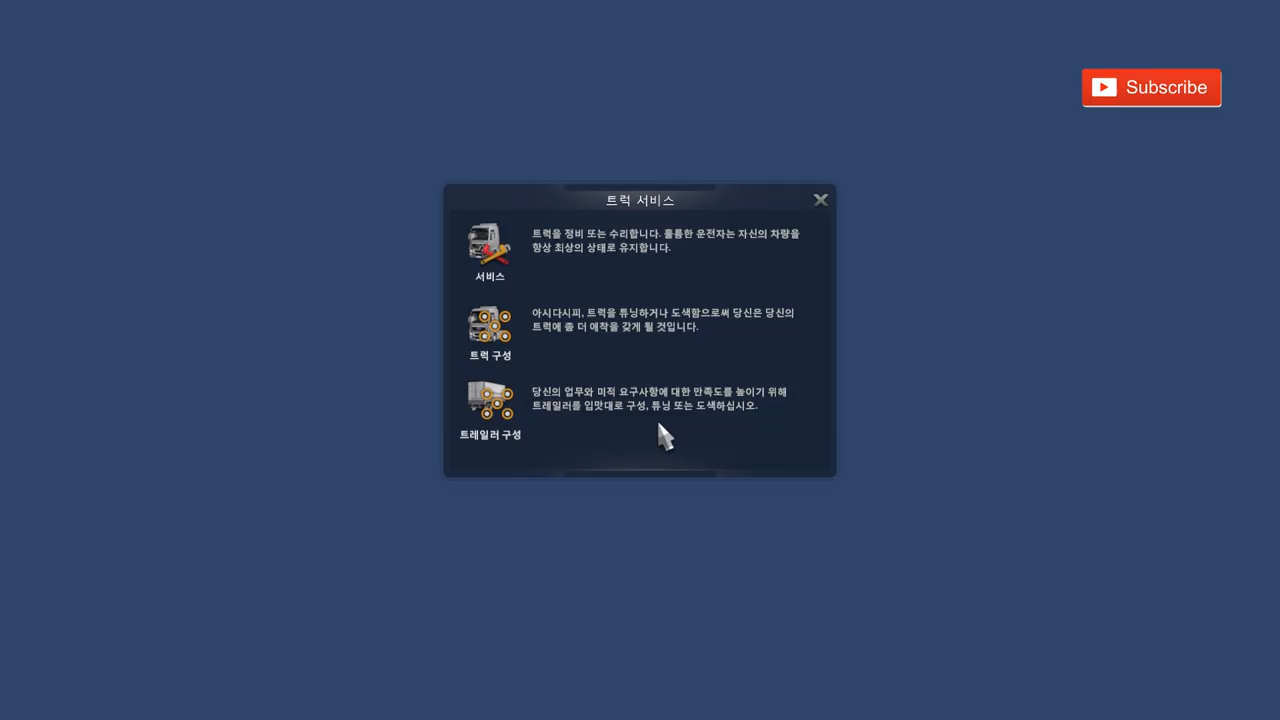 Subscribe
트럭 서비스
트럭을 정비 또는 수리합니다. 훌륭한 운전자는 자신의 차량을
항상 최상의 상태로 유지합니다.
서비스
아시다시피, 트럭을 튜닝하거나 도색함으로써 당신은 당신의
트럭에 좀 더 애착을 갖게 될 것입니다.
트럭 구성
당신의 업무와 미적 요구사항에 대한 만족도를 높이기 위해
트레일러를 입맛대로 구성, 튜닝 또는 도색하십시오.
트레일러 구성